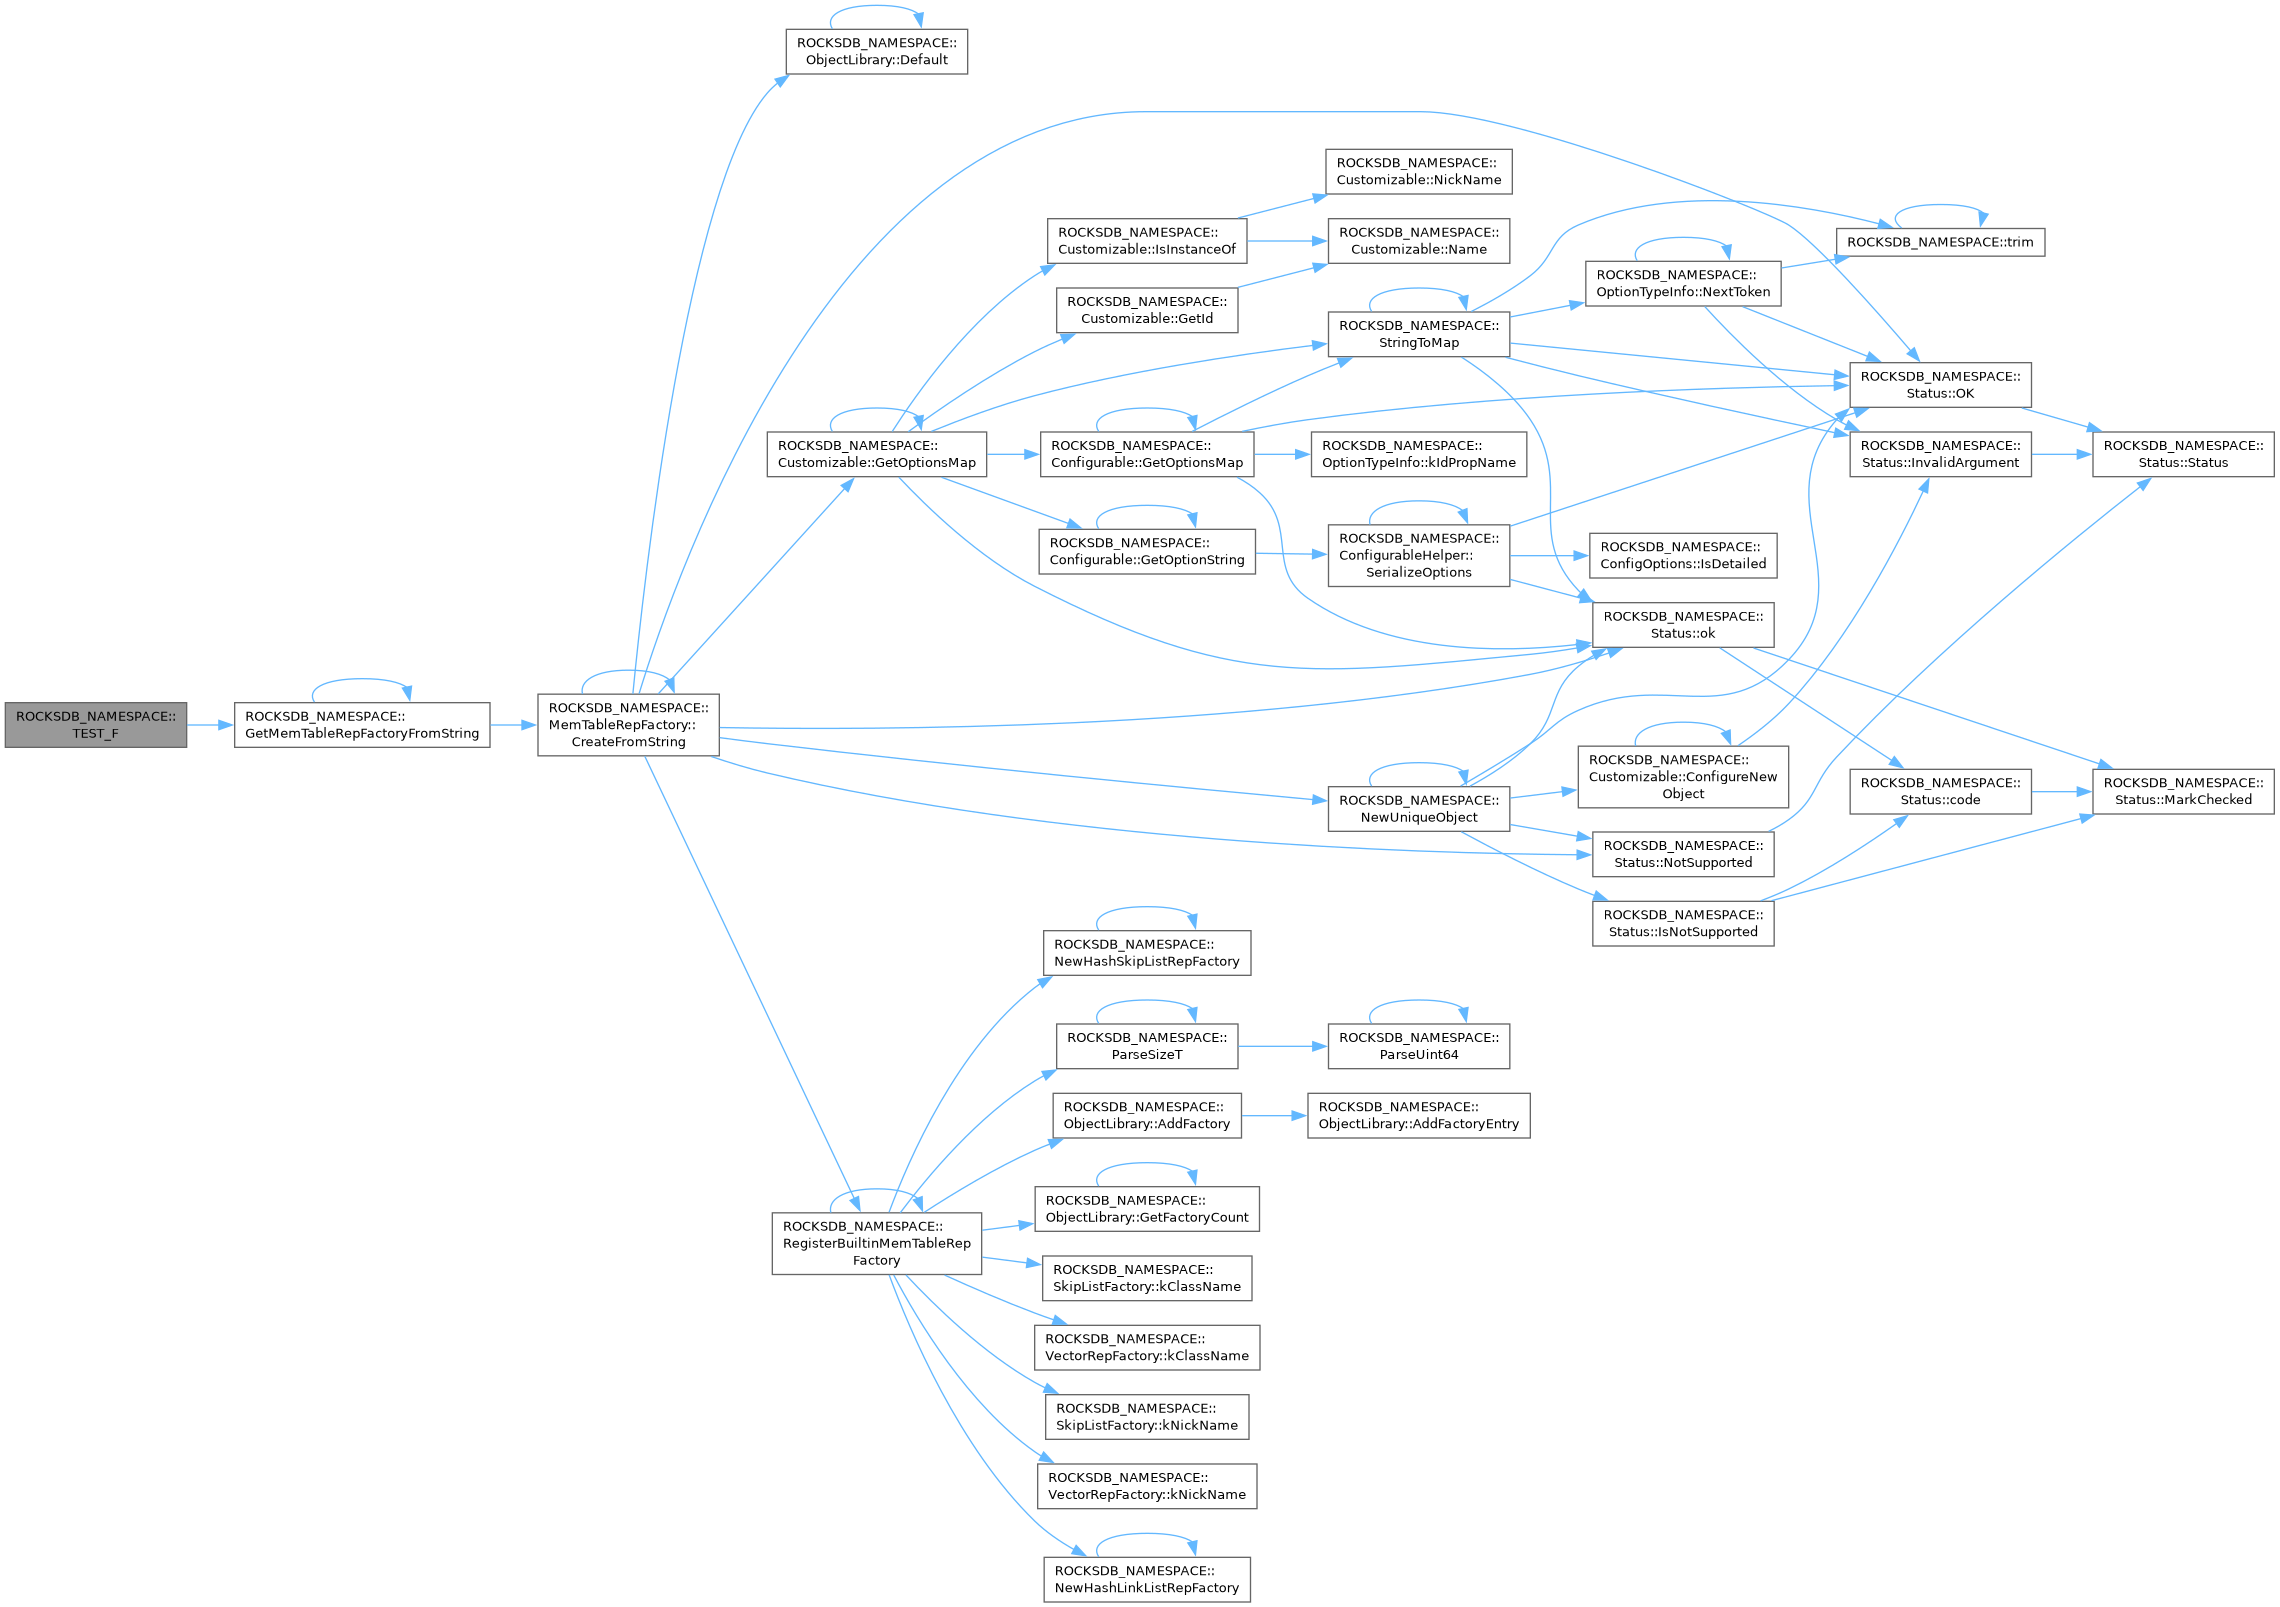 ROCKSDB_NAMESPACE::
TEST_F
ROCKSDB_NAMESPACE::
GetMemTableRepFactoryFromString
ROCKSDB_NAMESPACE::
MemTableRepFactory::
CreateFromString
ROCKSDB_NAMESPACE::
ObjectLibrary::Default
ROCKSDB_NAMESPACE::
Customizable::GetOptionsMap
ROCKSDB_NAMESPACE::
RegisterBuiltinMemTableRep
Factory
ROCKSDB_NAMESPACE::
Customizable::IsInstanceOf
ROCKSDB_NAMESPACE::
Customizable::GetId
ROCKSDB_NAMESPACE::
Configurable::GetOptionsMap
ROCKSDB_NAMESPACE::
Configurable::GetOptionString
ROCKSDB_NAMESPACE::
NewHashSkipListRepFactory
ROCKSDB_NAMESPACE::
ParseSizeT
ROCKSDB_NAMESPACE::
ObjectLibrary::AddFactory
ROCKSDB_NAMESPACE::
ObjectLibrary::GetFactoryCount
ROCKSDB_NAMESPACE::
SkipListFactory::kClassName
ROCKSDB_NAMESPACE::
VectorRepFactory::kClassName
ROCKSDB_NAMESPACE::
SkipListFactory::kNickName
ROCKSDB_NAMESPACE::
VectorRepFactory::kNickName
ROCKSDB_NAMESPACE::
NewHashLinkListRepFactory
ROCKSDB_NAMESPACE::
Customizable::NickName
ROCKSDB_NAMESPACE::
Customizable::Name
ROCKSDB_NAMESPACE::
StringToMap
ROCKSDB_NAMESPACE::
OptionTypeInfo::kIdPropName
ROCKSDB_NAMESPACE::
ConfigurableHelper::
SerializeOptions
ROCKSDB_NAMESPACE::
NewUniqueObject
ROCKSDB_NAMESPACE::
ParseUint64
ROCKSDB_NAMESPACE::
ObjectLibrary::AddFactoryEntry
ROCKSDB_NAMESPACE::
OptionTypeInfo::NextToken
ROCKSDB_NAMESPACE::
ConfigOptions::IsDetailed
ROCKSDB_NAMESPACE::
Status::ok
ROCKSDB_NAMESPACE::
Customizable::ConfigureNew
Object
ROCKSDB_NAMESPACE::
Status::NotSupported
ROCKSDB_NAMESPACE::
Status::IsNotSupported
ROCKSDB_NAMESPACE::trim
ROCKSDB_NAMESPACE::
Status::OK
ROCKSDB_NAMESPACE::
Status::InvalidArgument
ROCKSDB_NAMESPACE::
Status::code
ROCKSDB_NAMESPACE::
Status::Status
ROCKSDB_NAMESPACE::
Status::MarkChecked